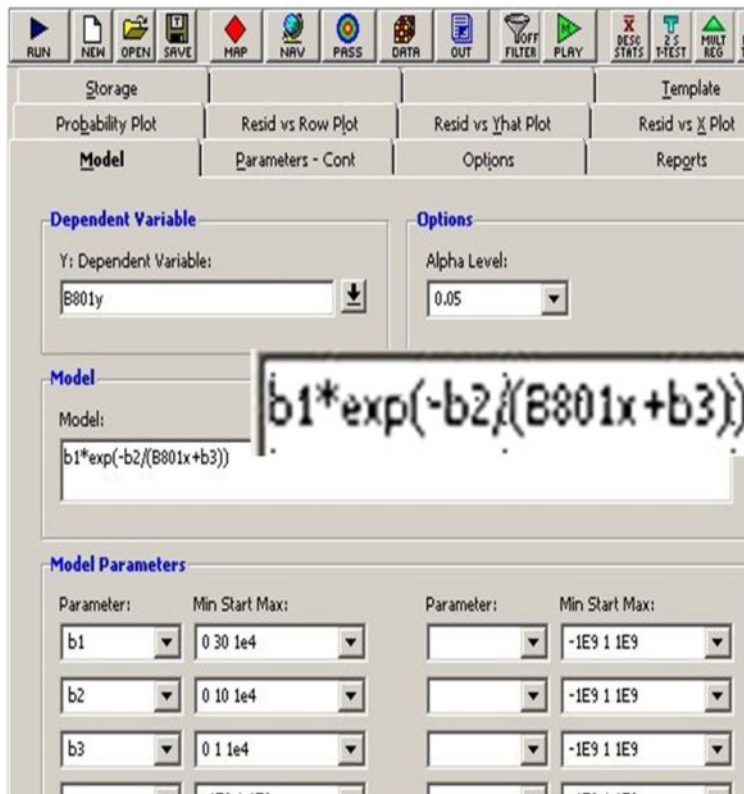 RUN NEW OPEN SAVE MAP NAV PASS DATA OUT OFF FILTER PLAY DESC STATS 2 S T-TEST MULT REG
Storage Template
Probability Plot Resid vs Row Plot Resid vs Yhat Plot Resid vs X Plot
Model Parameters - Cont Options Reports
Dependent Variable Options
Y: Dependent Variable: Alpha Level:
B801y 0.05
Model
b1*exp(-b2/(B801x+b3))
Model:
b1*exp(-b2/(B801x+b3))
Model Parameters
Parameter: Min Start Max: Parameter: Min Start Max:
b1 0 30 1e4 -1E9 1 1E9
b2 0 10 1e4 -1E9 1 1E9
b3 0 1 1e4 -1E9 1 1E9